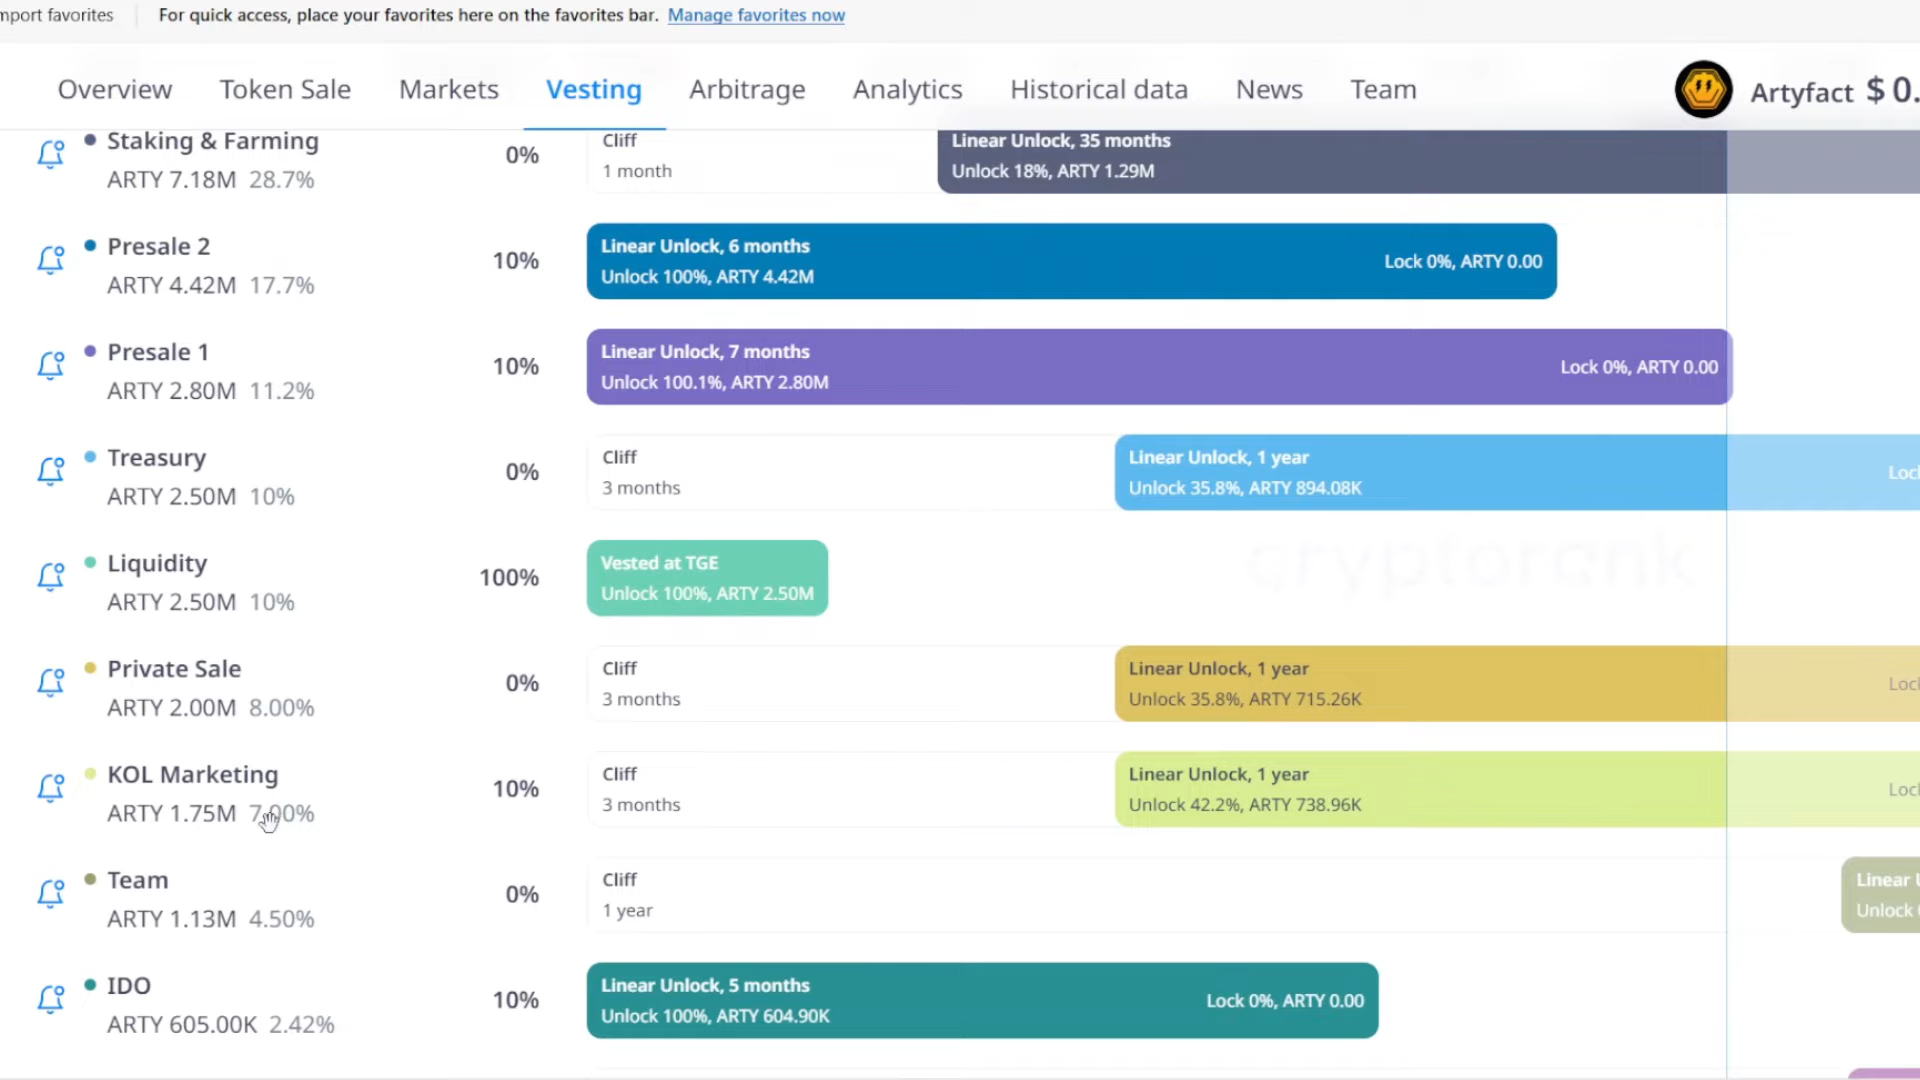 mport favorites
For quick access, place your favorites here on the favorites bar. Manage favorites now
Overview Token Sale Markets Vesting Arbitrage Analytics Historical data News Team
Artyfact $ 0.
Staking & Farming
ARTY 7.18M 28.7%
0%
Cliff
1 month
Linear Unlock, 35 months
Unlock 18%, ARTY 1.29M
Presale 2
ARTY 4.42M 17.7%
10%
Linear Unlock, 6 months
Unlock 100%, ARTY 4.42M
Lock 0%, ARTY 0.00
Presale 1
ARTY 2.80M 11.2%
10%
Linear Unlock, 7 months
Unlock 100.1%, ARTY 2.80M
Lock 0%, ARTY 0.00
Treasury
ARTY 2.50M 10%
0%
Cliff
3 months
Linear Unlock, 1 year
Unlock 35.8%, ARTY 894.08K
Loc
Liquidity
ARTY 2.50M 10%
100%
Vested at TGE
Unlock 100%, ARTY 2.50M
cryptorank
Private Sale
ARTY 2.00M 8.00%
0%
Cliff
3 months
Linear Unlock, 1 year
Unlock 35.8%, ARTY 715.26K
Loc
KOL Marketing
ARTY 1.75M 7.00%
10%
Cliff
3 months
Linear Unlock, 1 year
Unlock 42.2%, ARTY 738.96K
Loc
Team
ARTY 1.13M 4.50%
0%
Cliff
1 year
Linear U
Unlock
IDO
ARTY 605.00K 2.42%
10%
Linear Unlock, 5 months
Unlock 100%, ARTY 604.90K
Lock 0%, ARTY 0.00